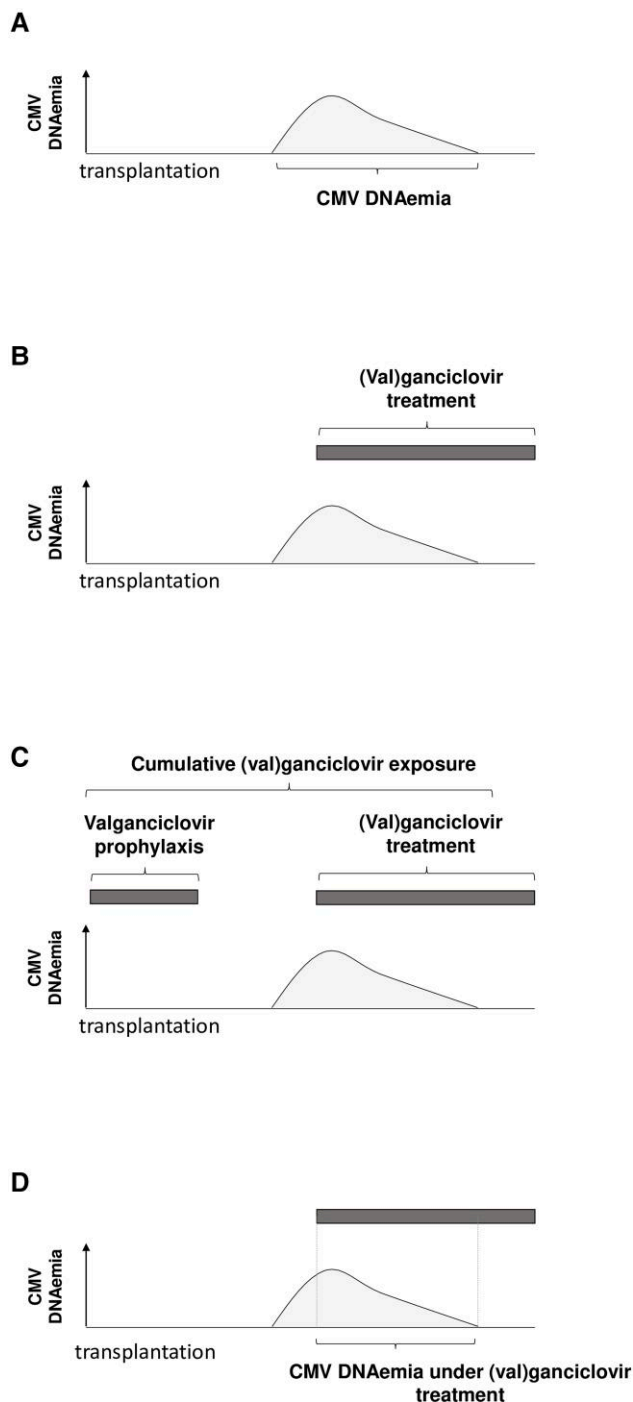 A
CMV
DNAemia
transplantation
CMV DNAemia
B
(Val)ganciclovir
treatment
CMV
DNAemia
transplantation
C
Cumulative (val)ganciclovir exposure
Valganciclovir
prophylaxis
(Val)ganciclovir
treatment
CMV
DNAemia
transplantation
D
CMV
DNAemia
transplantation
CMV DNAemia under (val)ganciclovir
treatment